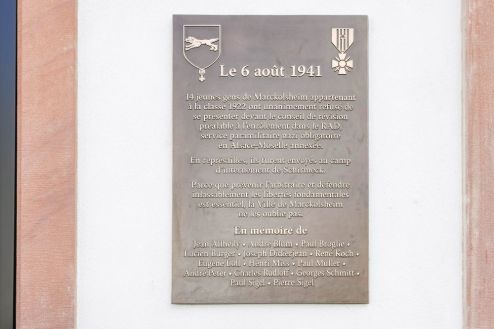 Le 6 août 1941
14 jeunes gens de Marckolsheim appartenant
à la classe 1922 ont unanimement refusé de
se présenter devant le conseil de révision
préalable à l'enrôlement dans le RAD,
service paramilitaire nazi obligatoire
en Alsace-Moselle annexée.
En représailles, ils furent envoyés au camp
d'internement de Schirmeck.
Parce que prévenir l'arbitraire et défendre
inlassablement les libertés fondamentales
est essentiel, la Ville de Marckolsheim
ne les oublie pas.
En mémoire de
Jean • André Blum • Paul Broglie •
Lucien Burger • Joseph Dickerjean • René Koch •
Eugène Loll • Henri Miss • Paul Muller •
André Peter • Charles Rudloff • Georges Schmitt •
Paul Sigel • Pierre Sigel